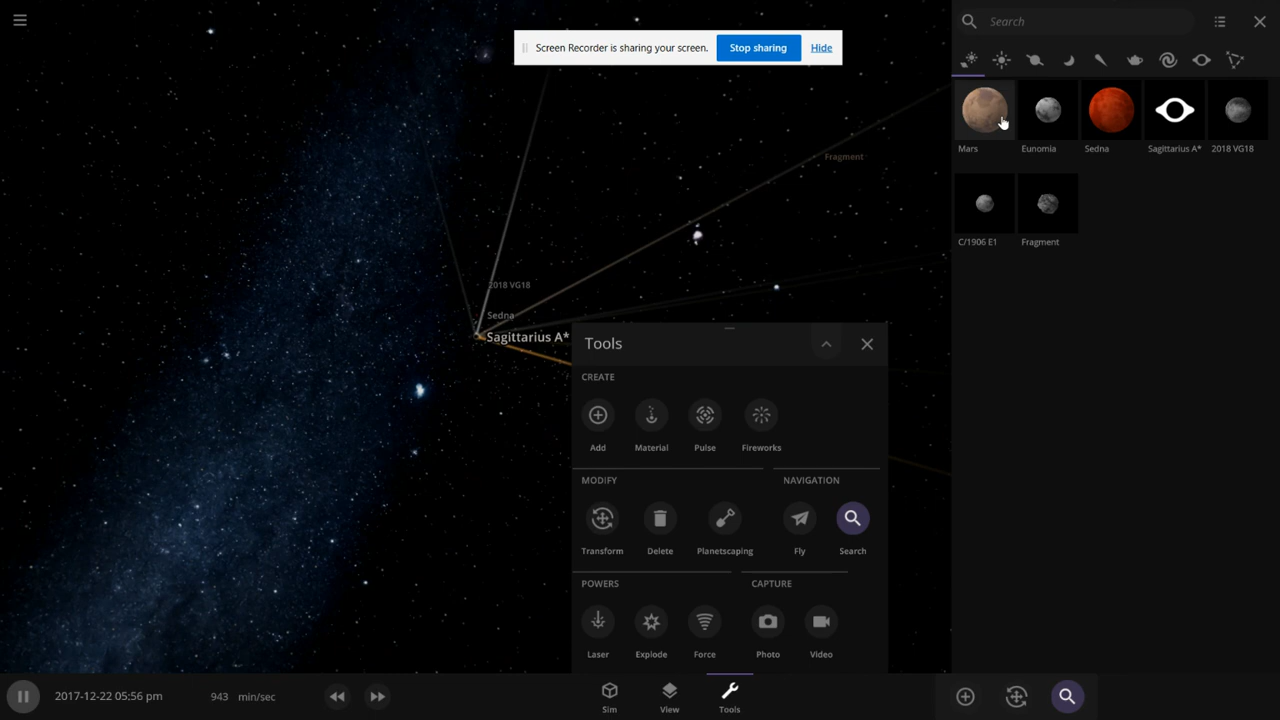 Search
Screen Recorder is sharing your screen.
Stop sharing
Hide
Mars
Eunomia
Sedna
Sagittarius A*
2018 VG18
C/1906 E1
Fragment
Fragment
2018 VG18
Sedna
Sagittarius A*
Tools
CREATE
Add
Material
Pulse
Fireworks
MODIFY
NAVIGATION
Transform
Delete
Planetscaping
Fly
Search
POWERS
CAPTURE
Laser
Explode
Force
Photo
Video
2017-12-22 05:56 pm
943 min/sec
Sim
View
Tools